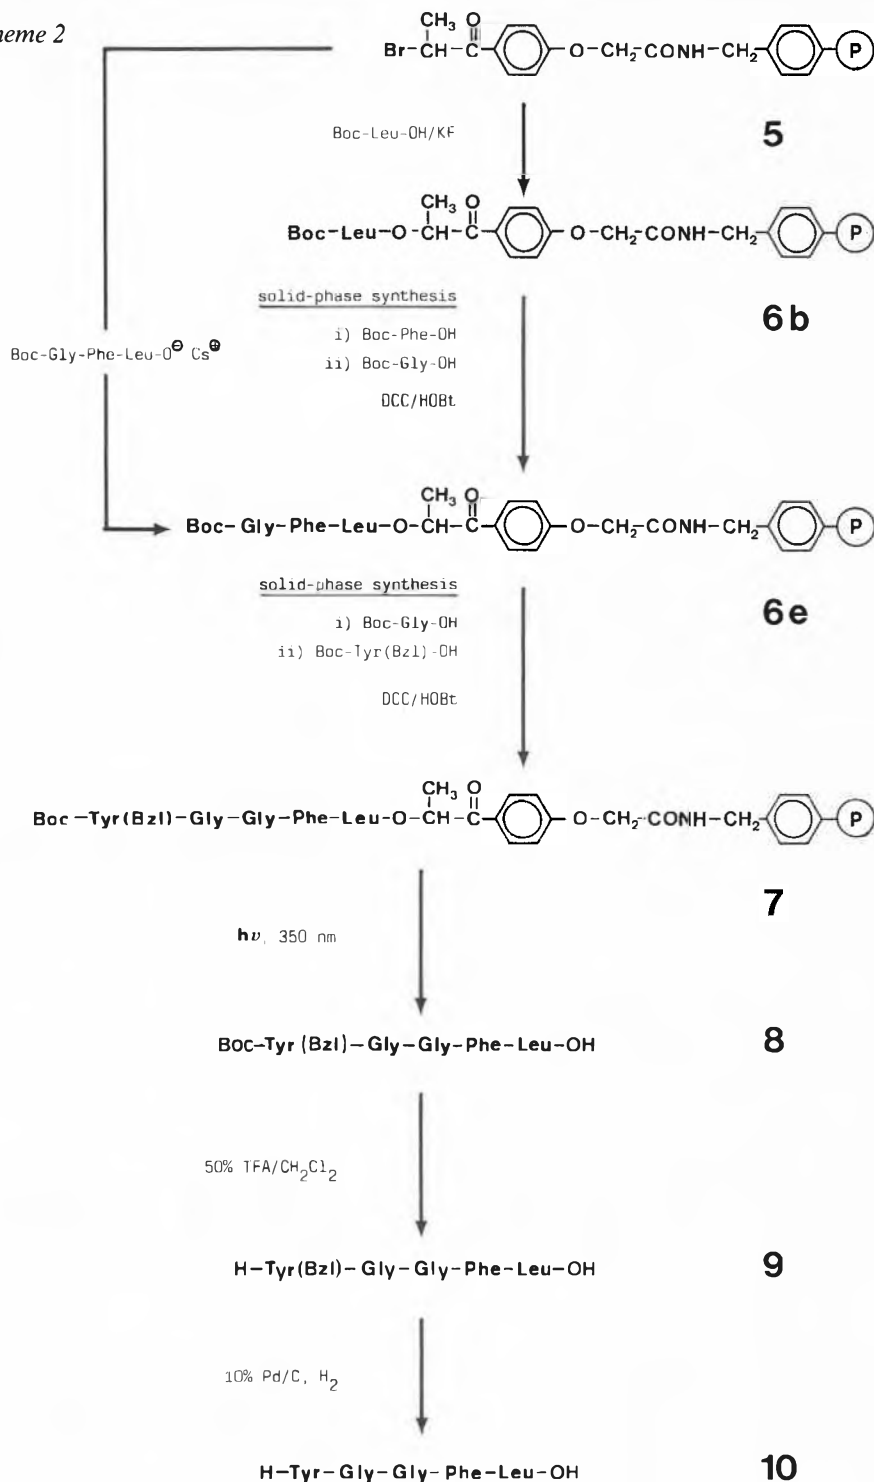 eme 2
CH₃ O
Br–CH–C–O–CH₂–CONH–CH₂–P
5
Boc-Leu-OH/KF
CH₃ O
Boc–Leu–O–CH–C–O–CH₂–CONH–CH₂–P
6b
solid-phase synthesis
i) Boc-Phe-OH
ii) Boc-Gly-OH
DCC/HOBt
Boc-Gly-Phe-Leu-O⊖ Cs⊕
CH₃ O
Boc–Gly–Phe–Leu–O–CH–C–O–CH₂–CONH–CH₂–P
6e
solid-phase synthesis
i) Boc-Gly-OH
ii) Boc-Tyr(Bzl)-OH
DCC/HOBt
CH₃ O
Boc–Tyr(Bzl)–Gly–Gly–Phe–Leu–O–CH–C–O–CH₂–CONH–CH₂–P
7
hν, 350 nm
Boc–Tyr(Bzl)–Gly–Gly–Phe–Leu–OH
8
50% TFA/CH₂Cl₂
H–Tyr(Bzl)–Gly–Gly–Phe–Leu–OH
9
10% Pd/C, H₂
H–Tyr–Gly–Gly–Phe–Leu–OH
10